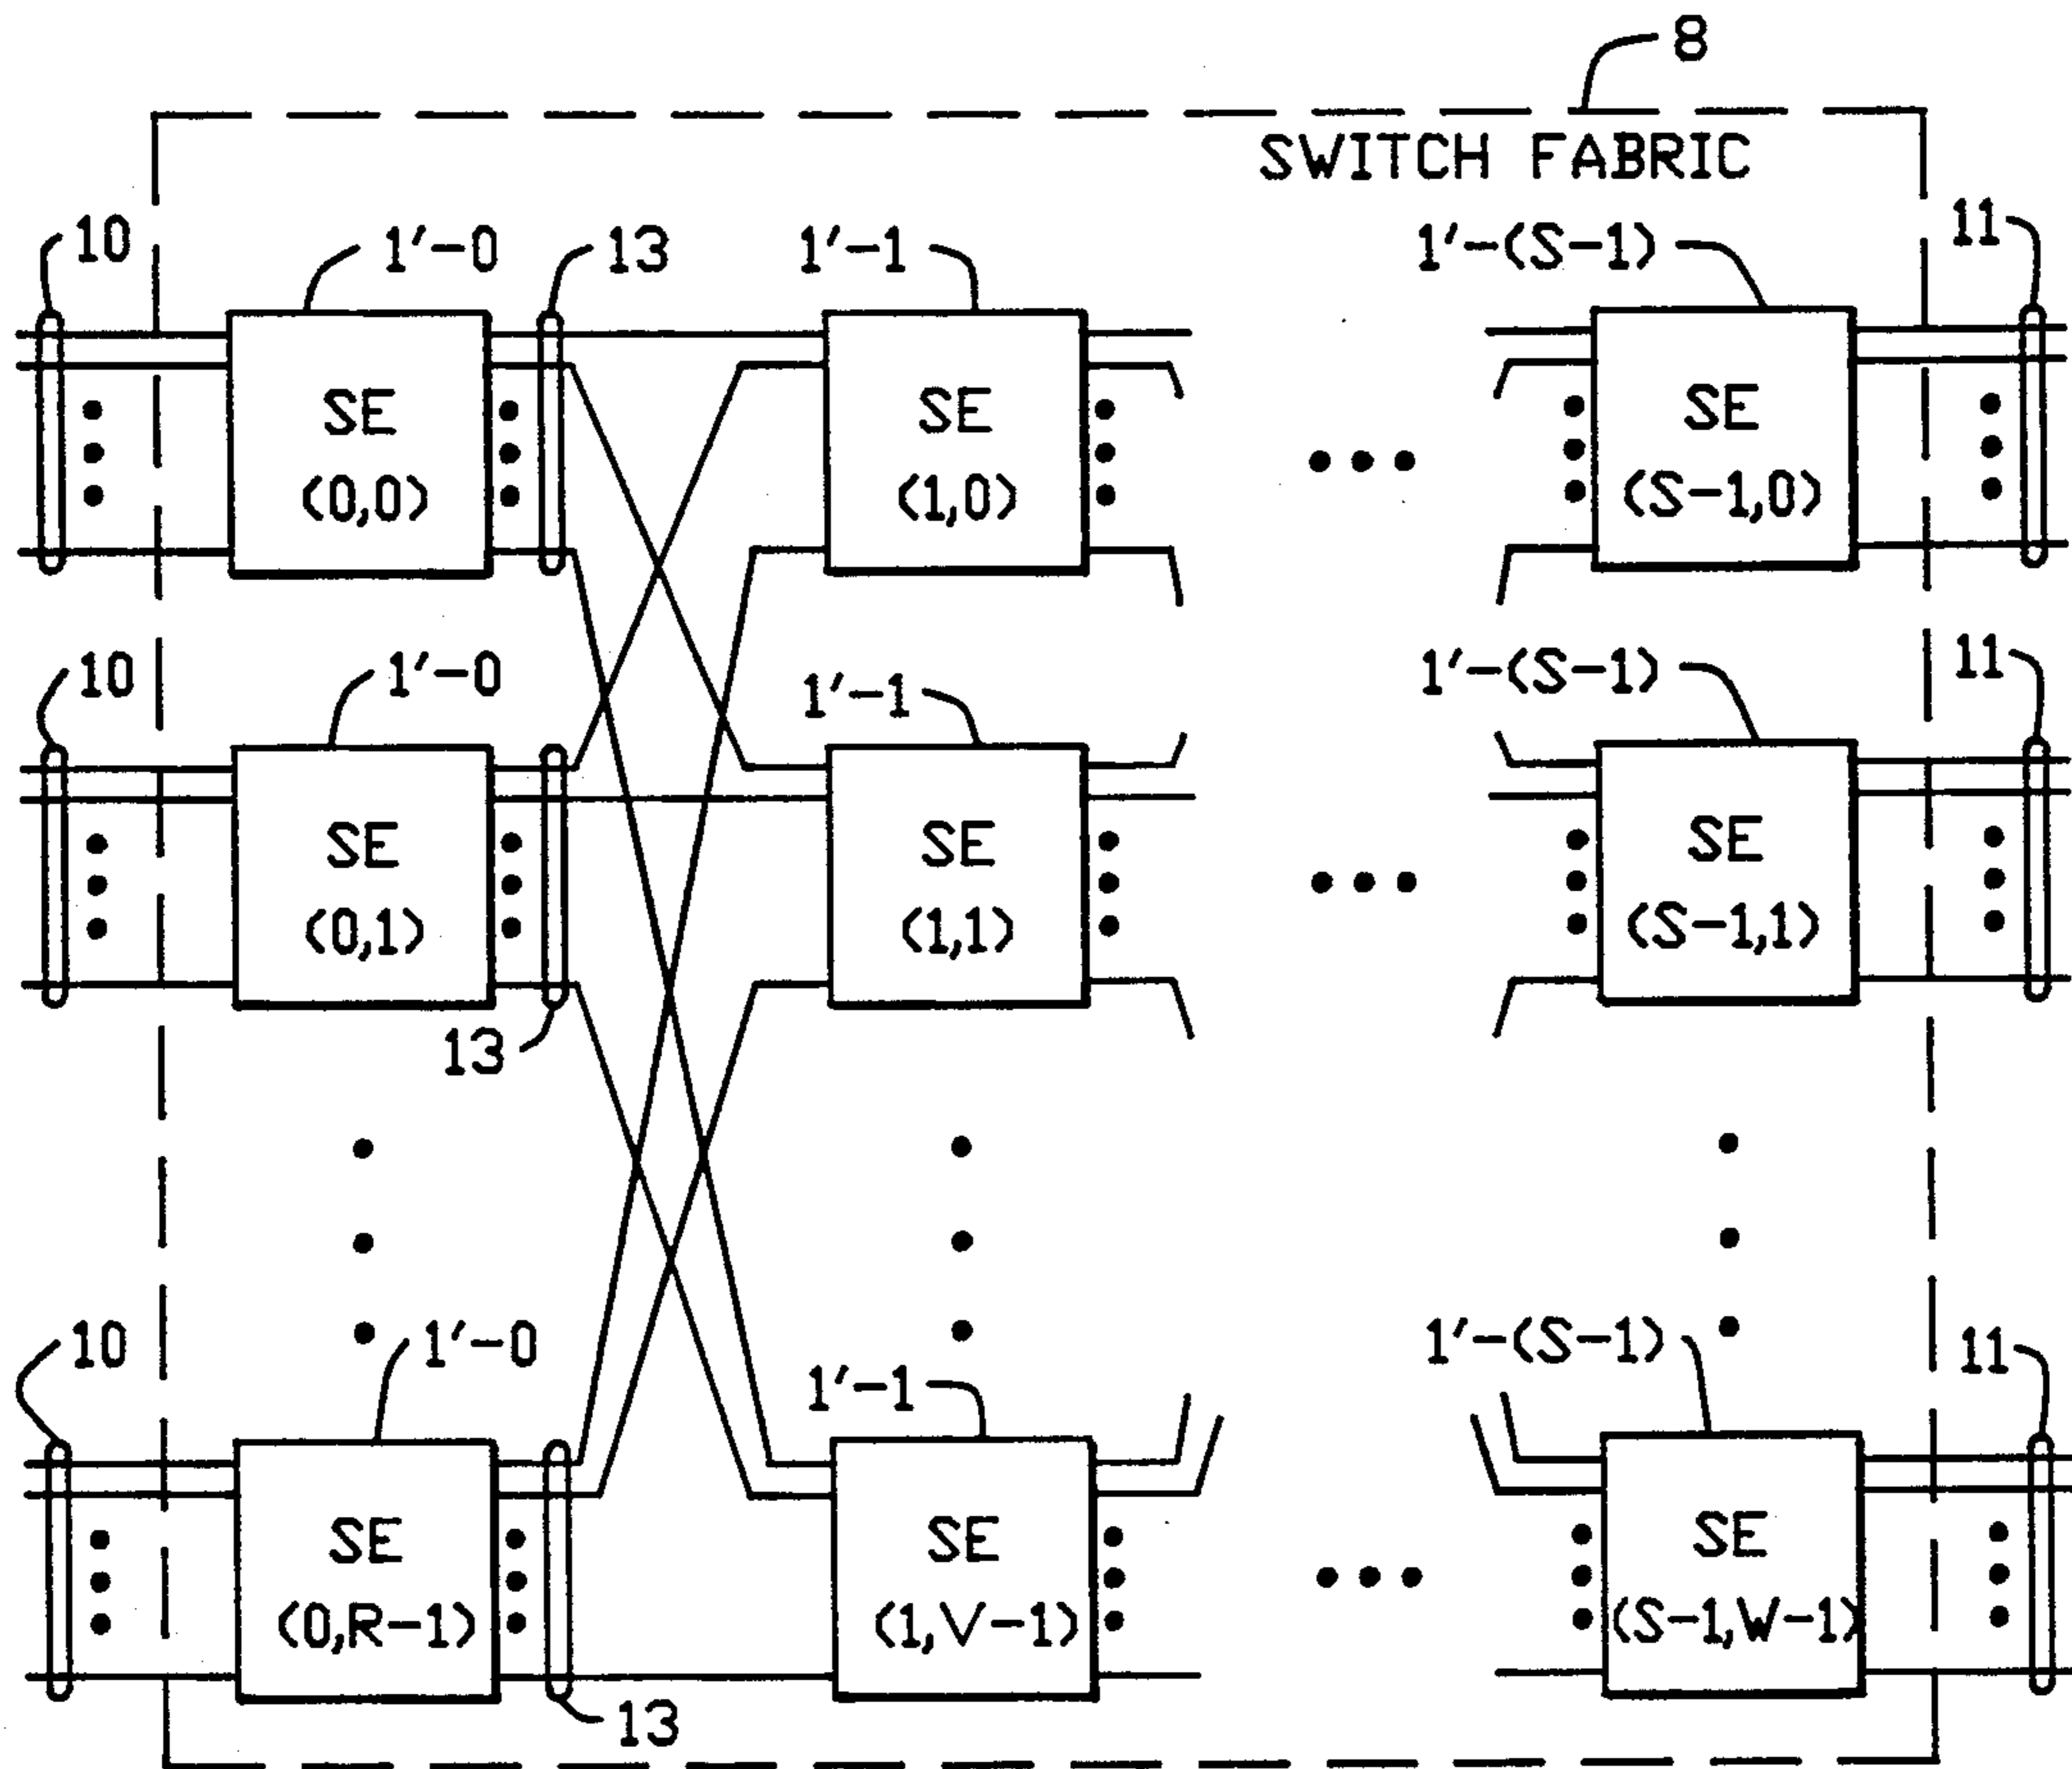 8
SWITCH FABRIC
10 1'-0 13 1'-1 1'-(S-1) 11
SE SE SE
(0,0) (1,0) (S-1,0)
10 1'-0 1'-1 1'-(S-1) 11
SE SE SE
(0,1) (1,1) (S-1,1)
13
10 1'-0 1'-1 1'-(S-1) 11
SE SE SE
(0,R-1) (1,V-1) (S-1,W-1)
13